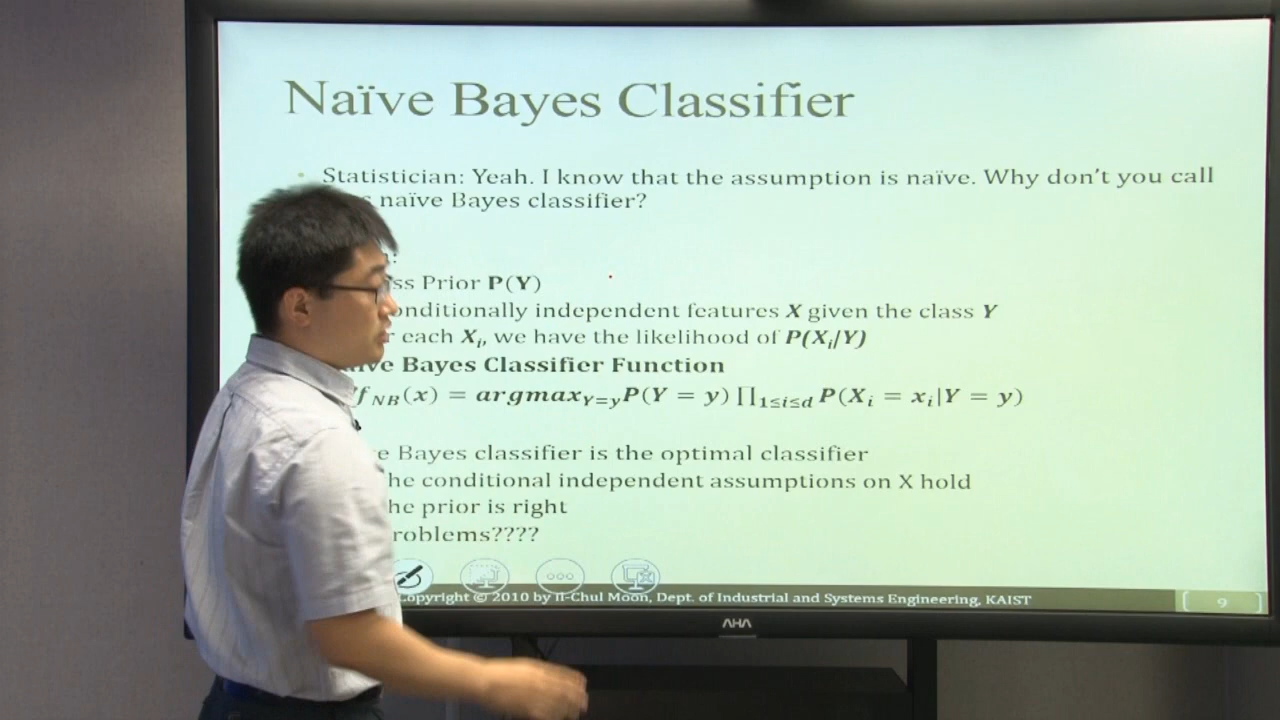 Naïve Bayes Classifier
Statistician: Yeah. I know that the assumption is naïve. Why don't you call
naïve Bayes classifier?
Prior P(Y)
onditionally independent features X given the class Y
each Xi, we have the likelihood of P(Xi|Y)
Bayes Classifier Function
fNB(x) = argmaxY=yP(Y = y) ∏1≤i≤d P(Xi = xi|Y = y)
Bayes classifier is the optimal classifier
he conditional independent assumptions on X hold
he prior is right
roblems????
opyright © 2010 by Il-Chul Moon, Dept. of Industrial and Systems Engineering, KAIST
9
AHA